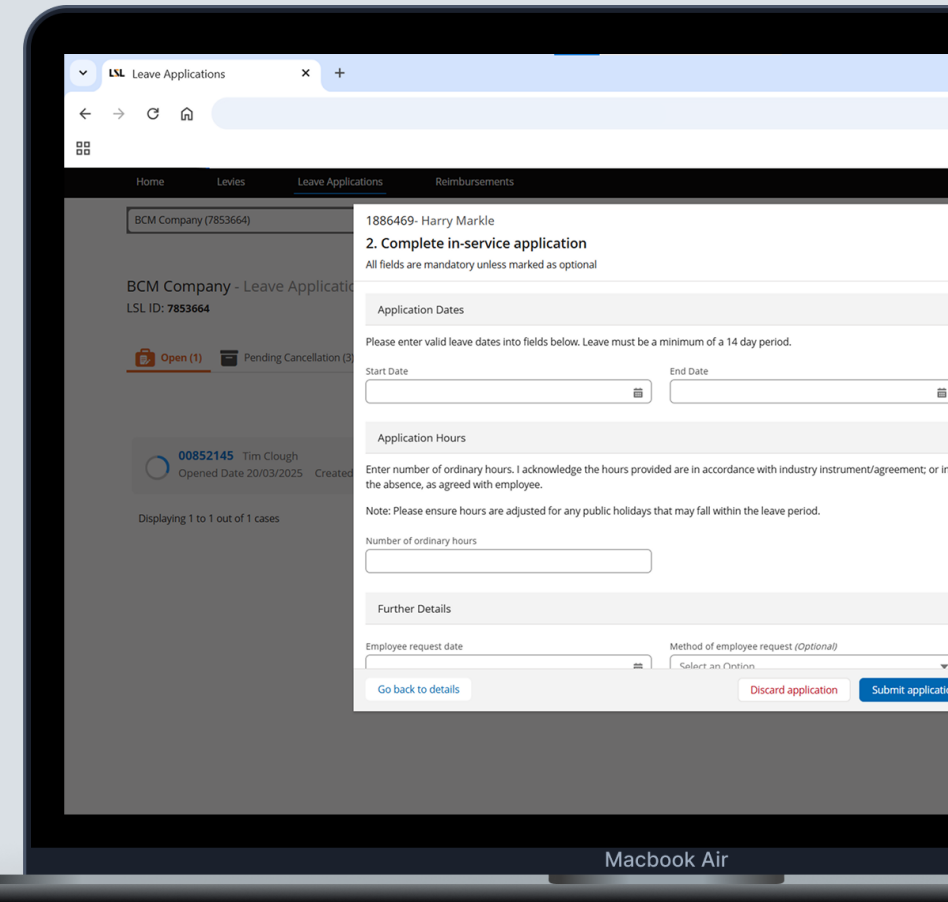 LSL Leave Applications
Home Levies Leave Applications Reimbursements
BCM Company (7853664)
1886469- Harry Markle
2. Complete in-service application
All fields are mandatory unless marked as optional
BCM Company - Leave Applicatio
LSL ID: 7853664
Application Dates
Please enter valid leave dates into fields below. Leave must be a minimum of a 14 day period.
Open (1) Pending Cancellation (3)
Start Date End Date
Application Hours
00852145 Tim Clough
Opened Date 20/03/2025 Created
Enter number of ordinary hours. I acknowledge the hours provided are in accordance with industry instrument/agreement; or in
the absence, as agreed with employee.
Note: Please ensure hours are adjusted for any public holidays that may fall within the leave period.
Displaying 1 to 1 out of 1 cases
Number of ordinary hours
Further Details
Employee request date Method of employee request (Optional)
Select an Option
Go back to details Discard application Submit applicatio
Macbook Air